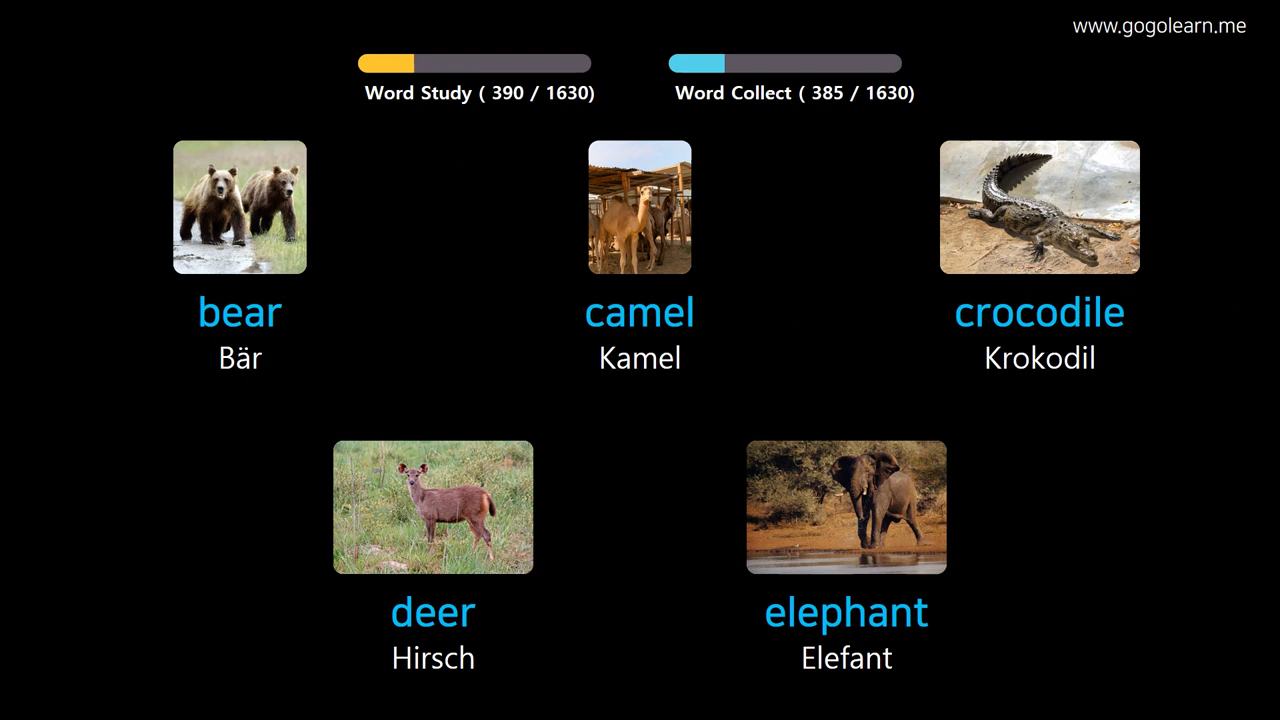 www.gogolearn.me
Word Study ( 390 / 1630)
Word Collect ( 385 / 1630)
bear
Bär
camel
Kamel
crocodile
Krokodil
deer
Hirsch
elephant
Elefant